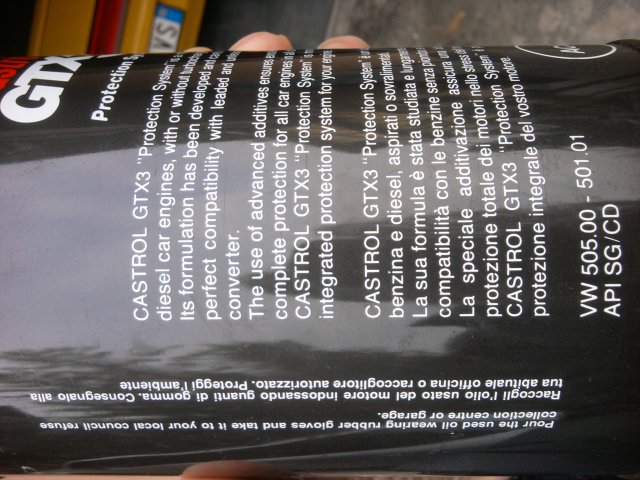 GTX3
Protection
CASTROL GTX3 "Protection System" is
diesel car engines, with or without
Its formulation has been developed and
perfect compatibility with leaded and
converter.
The use of advanced additives ensures
complete protection for all car engines in
CASTROL GTX3 "Protection System" is
integrated protection system for your engine
CASTROL GTX3 "Protection System" è
benzina e diesel, aspirati o sovralimentati
La sua formula è stata studiata e
compatibilità con le benzine senza
La speciale additivazione assicura una
protezione totale dei motori nello senso
CASTROL GTX3 "Protection System"
protezione integrale del vostro motore
VW 505.00 - 501.01
API SG/CD
Pour the used oil wearing rubber gloves and take it to your local council refuse
collection centre or garage.
Raccogli l'olio usato del motore indossando guanti di gomma. Consegnalo alla
tua abituale officina o raccoglitore autorizzato. Proteggi l'ambiente